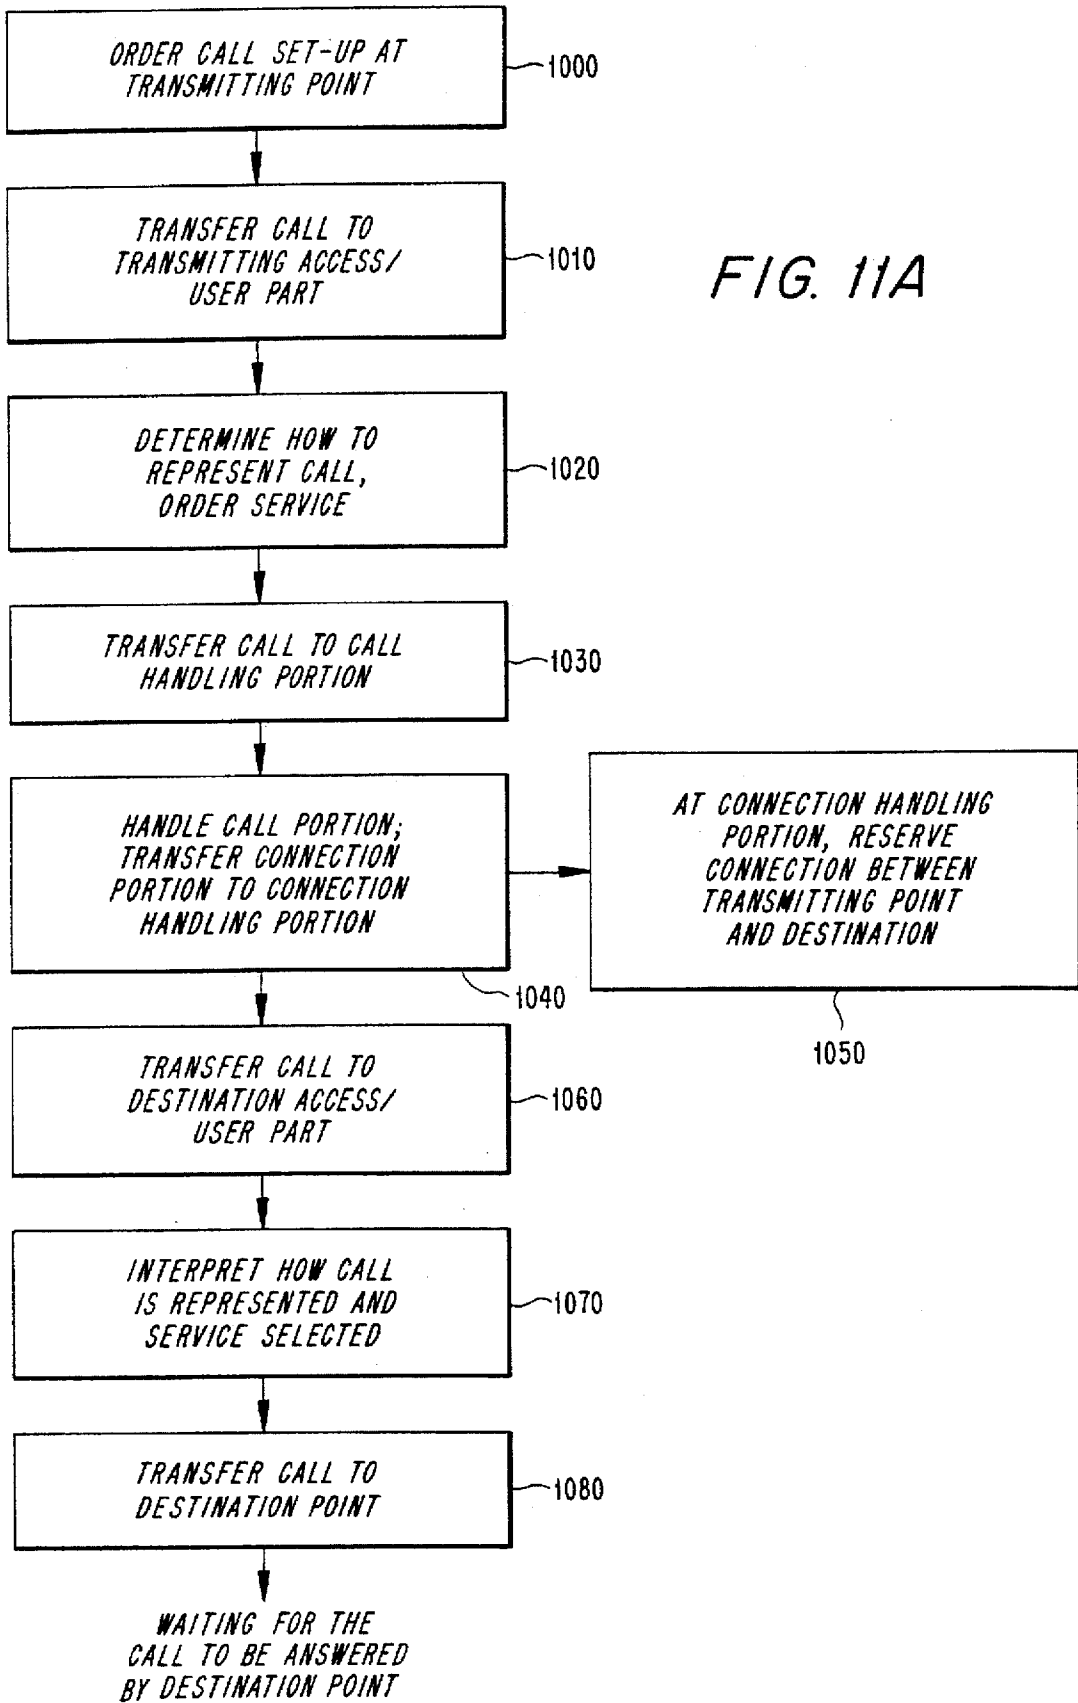 ORDER CALL SET-UP AT
TRANSMITTING POINT
1000
TRANSFER CALL TO
TRANSMITTING ACCESS/
USER PART
1010
FIG. 11A
DETERMINE HOW TO
REPRESENT CALL,
ORDER SERVICE
1020
TRANSFER CALL TO CALL
HANDLING PORTION
1030
HANDLE CALL PORTION;
TRANSFER CONNECTION
PORTION TO CONNECTION
HANDLING PORTION
1040
AT CONNECTION HANDLING
PORTION, RESERVE
CONNECTION BETWEEN
TRANSMITTING POINT
AND DESTINATION
1050
TRANSFER CALL TO
DESTINATION ACCESS/
USER PART
1060
INTERPRET HOW CALL
IS REPRESENTED AND
SERVICE SELECTED
1070
TRANSFER CALL TO
DESTINATION POINT
1080
WAITING FOR THE
CALL TO BE ANSWERED
BY DESTINATION POINT